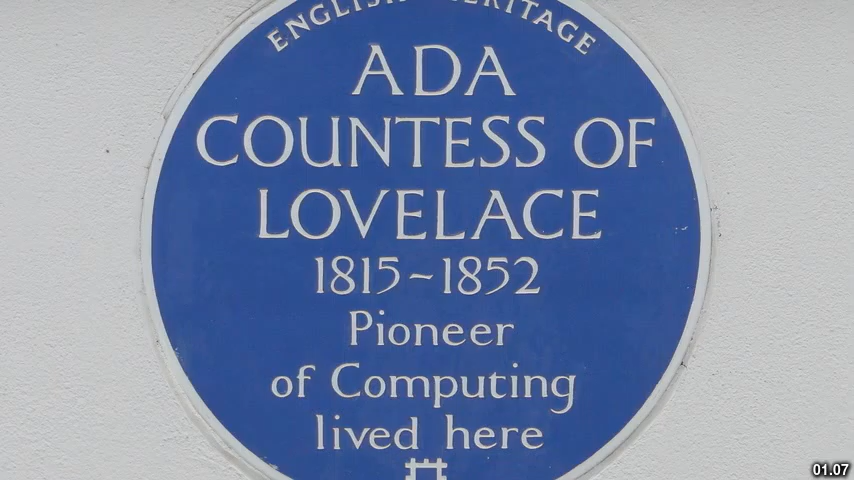 ENGLISH HERITAGE
ADA
COUNTESS OF
LOVELACE
1815–1852
Pioneer
of Computing
lived here
01.07